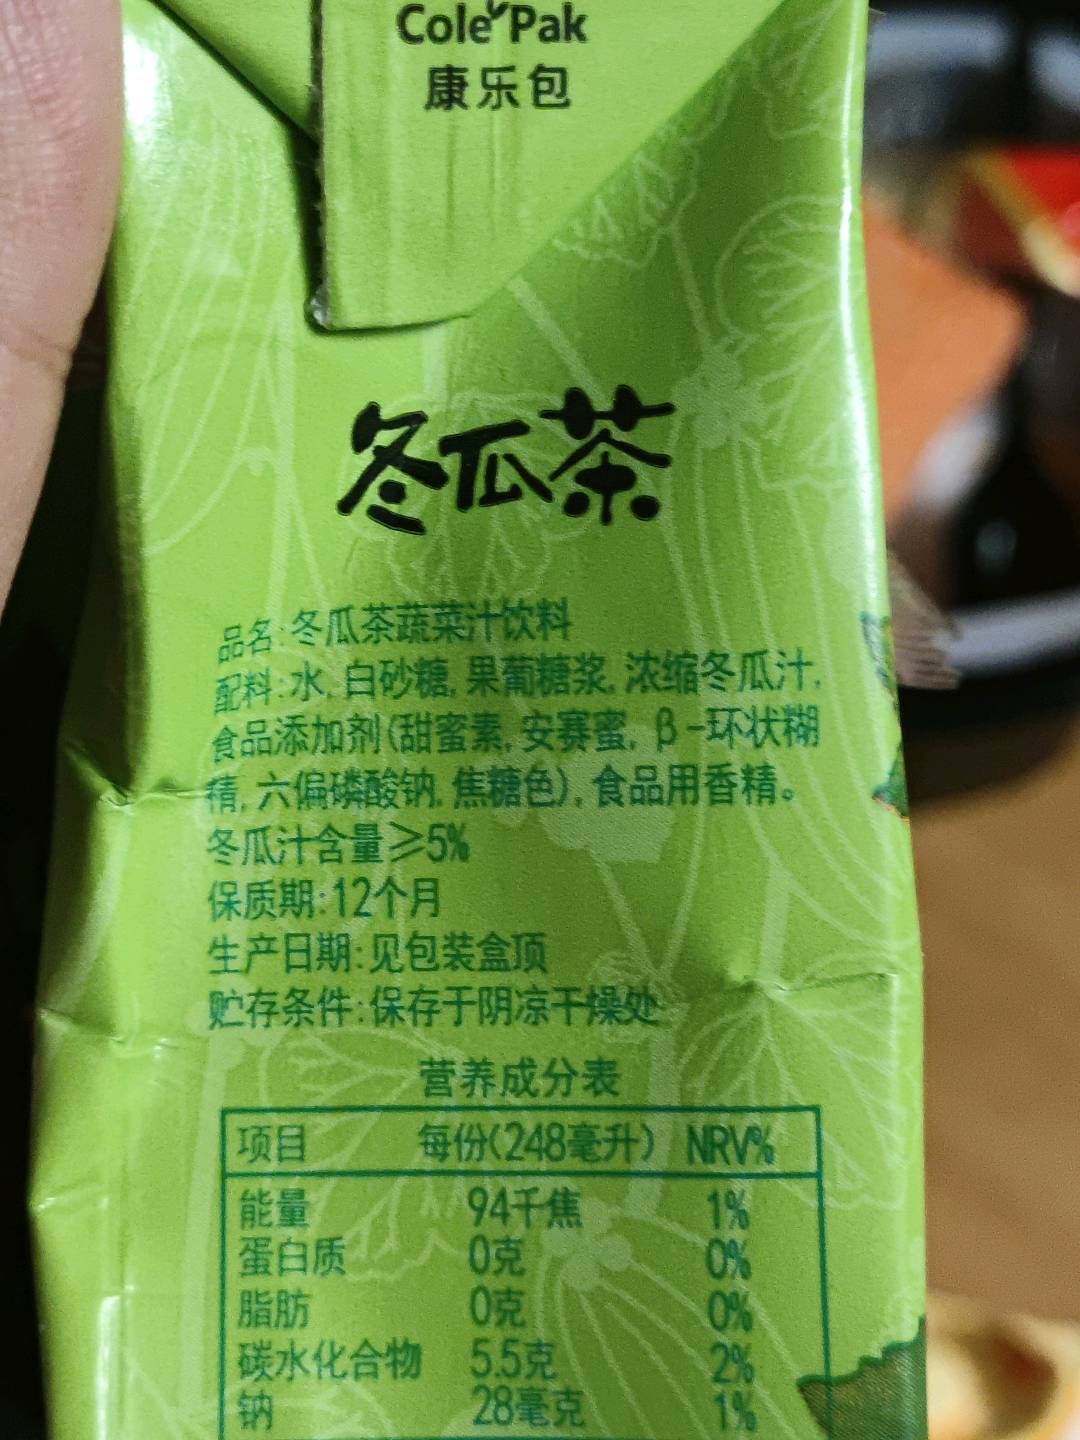 Cole Pak
康乐包
冬瓜茶
品名:冬瓜茶蔬菜汁饮料
配料:水,白砂糖,果葡糖浆,浓缩冬瓜汁,
食品添加剂(甜蜜素,安赛蜜,β-环状糊
精,六偏磷酸钠,焦糖色),食品用香精。
冬瓜汁含量≥5%
保质期:12个月
生产日期:见包装盒顶
贮存条件:保存于阴凉干燥处
营养成分表
项目 每份(248毫升) NRV%
能量 94千焦 1%
蛋白质 0克 0%
脂肪 0克 0%
碳水化合物 5.5克 2%
钠 28毫克 1%